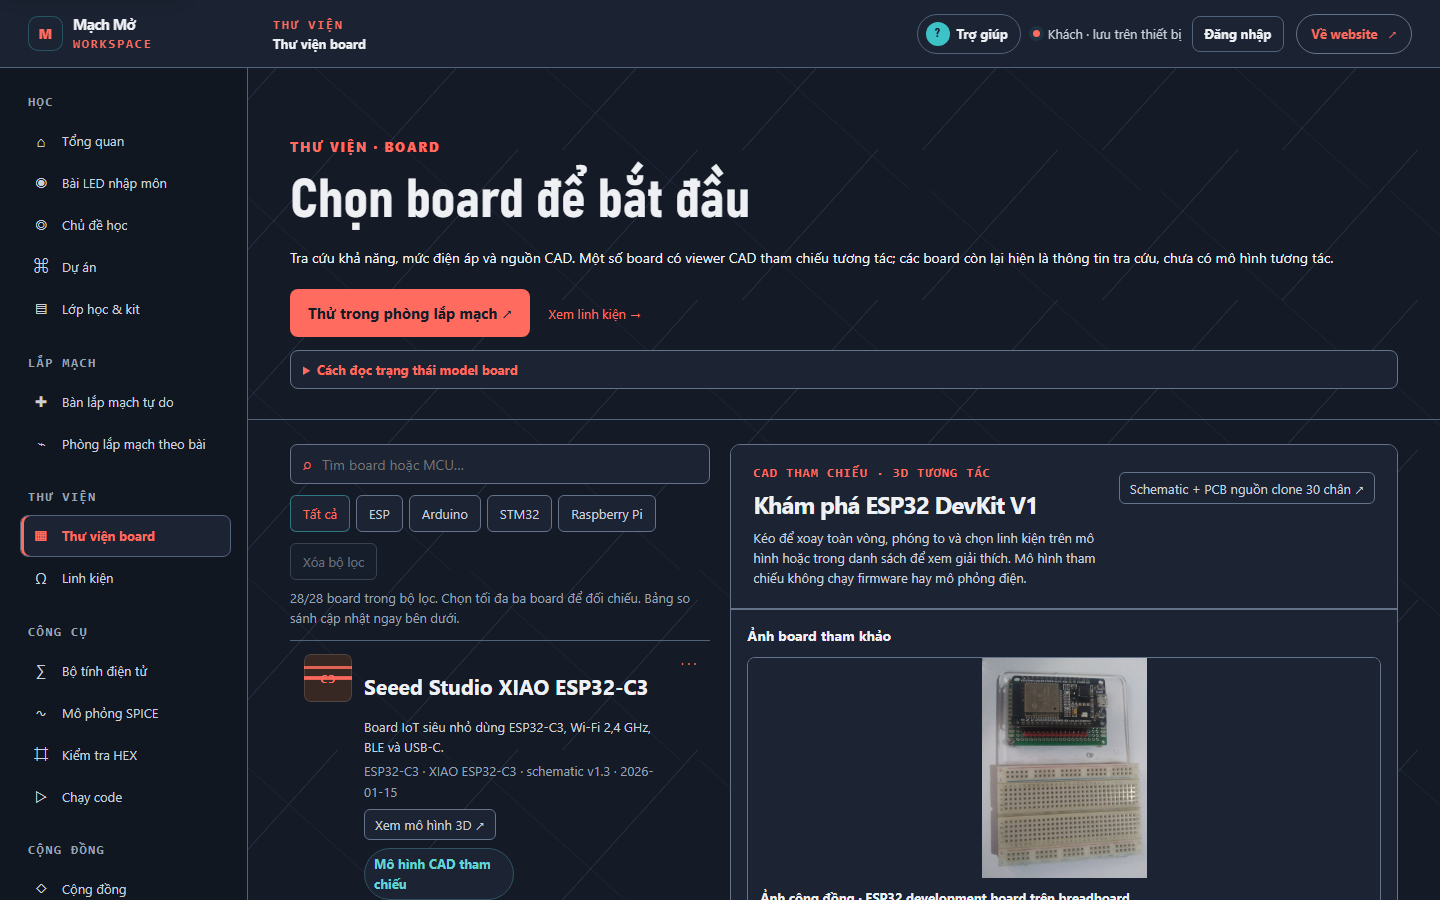 M
Mạch Mở
WORKSPACE
THƯ VIỆN
Thư viện board
? Trợ giúp
Khách · lưu trên thiết bị
Đăng nhập
Về website ↗
HỌC
Tổng quan
Bài LED nhập môn
Chủ đề học
Dự án
Lớp học & kit
LẮP MẠCH
Bàn lắp mạch tự do
Phòng lắp mạch theo bài
THƯ VIỆN
Thư viện board
Linh kiện
CÔNG CỤ
Bộ tính điện tử
Mô phỏng SPICE
Kiểm tra HEX
Chạy code
CỘNG ĐỒNG
Cộng đồng
THƯ VIỆN · BOARD
Chọn board để bắt đầu
Tra cứu khả năng, mức điện áp và nguồn CAD. Một số board có viewer CAD tham chiếu tương tác; các board còn lại hiện là thông tin tra cứu, chưa có mô hình tương tác.
Thử trong phòng lắp mạch ↗
Xem linh kiện →
▶ Cách đọc trạng thái model board
Tìm board hoặc MCU...
Tất cả
ESP
Arduino
STM32
Raspberry Pi
Xóa bộ lọc
28/28 board trong bộ lọc. Chọn tối đa ba board để đối chiếu. Bảng so
sánh cập nhật ngay bên dưới.
C3
Seeed Studio XIAO ESP32-C3
...
Board IoT siêu nhỏ dùng ESP32-C3, Wi-Fi 2,4 GHz,
BLE và USB-C.
ESP32-C3 · XIAO ESP32-C3 · schematic v1.3 · 2026-
01-15
Xem mô hình 3D ↗
Mô hình CAD tham
chiếu
CAD THAM CHIẾU · 3D TƯƠNG TÁC
Khám phá ESP32 DevKit V1
Kéo để xoay toàn vòng, phóng to và chọn linh kiện trên mô
hình hoặc trong danh sách để xem giải thích. Mô hình tham
chiếu không chạy firmware hay mô phỏng điện.
Schematic + PCB nguồn clone 30 chân ↗
Ảnh board tham khảo
Ảnh cộng đồng · ESP32 development board trên breadboard